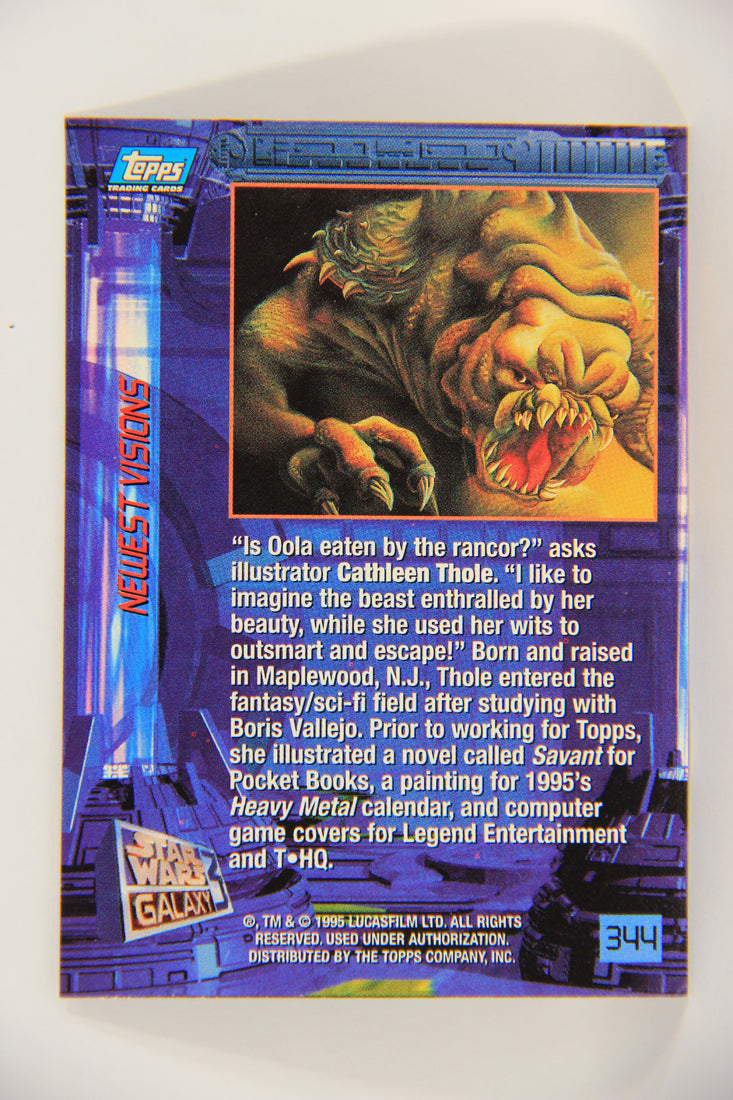 topps
TRADING CARDS
NEWEST VISIONS
“Is Oola eaten by the rancor?” asks
illustrator Cathleen Thole. “I like to
imagine the beast enthralled by her
beauty, while she used her wits to
outsmart and escape!” Born and raised
in Maplewood, N.J., Thole entered the
fantasy/sci-fi field after studying with
Boris Vallejo. Prior to working for Topps,
she illustrated a novel called Savant for
Pocket Books, a painting for 1995’s
Heavy Metal calendar, and computer
game covers for Legend Entertainment
and T•HQ.
STAR
WARS
GALAXY
®, TM & © 1995 LUCASFILM LTD. ALL RIGHTS
RESERVED. USED UNDER AUTHORIZATION.
DISTRIBUTED BY THE TOPPS COMPANY, INC.
344